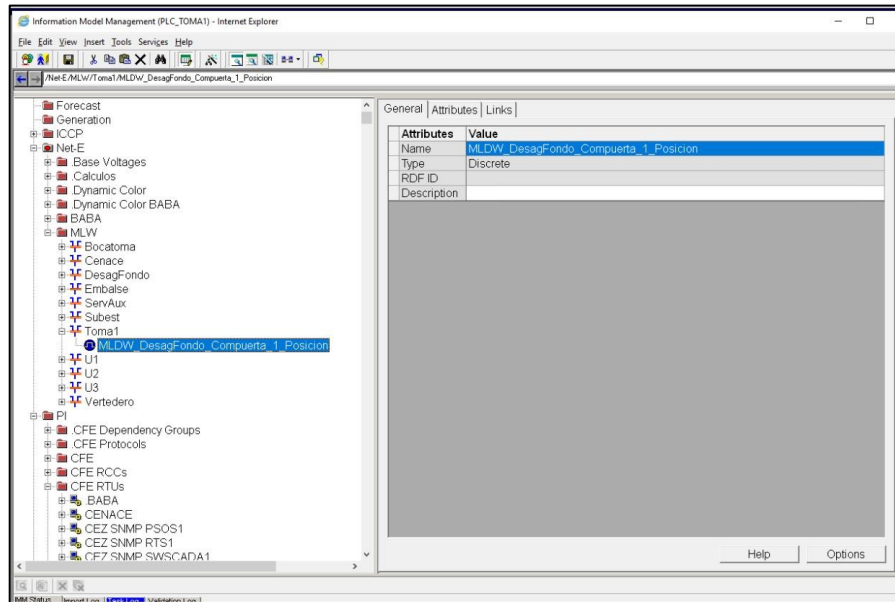 Information Model Management (PLC_TOMA1) - Internet Explorer
File Edit View Insert Tools Services Help
/Net-E/MLW//Toma1/MLDW_DesagFondo_Compuerta_1_Posicion
Forecast
Generation
ICCP
Net-E
.Base Voltages
.Calculos
.Dynamic Color
.Dynamic Color BABA
BABA
MLW
Bocatoma
Cenace
DesagFondo
Embalse
ServAux
Subest
Toma1
MLDW_DesagFondo_Compuerta_1_Posicion
U1
U2
U3
Vertedero
PI
.CFE Dependency Groups
.CFE Protocols
CFE
CFE RCCs
CFE RTUs
.BABA
CENACE
CEZ SNMP PSOS1
CEZ SNMP RTS1
CEZ SNMP SWSCADA1
General Attributes Links
Attributes Value
Name MLDW_DesagFondo_Compuerta_1_Posicion
Type Discrete
RDF ID
Description
Help Options
IMM Status Import Log Task Log Validation Log